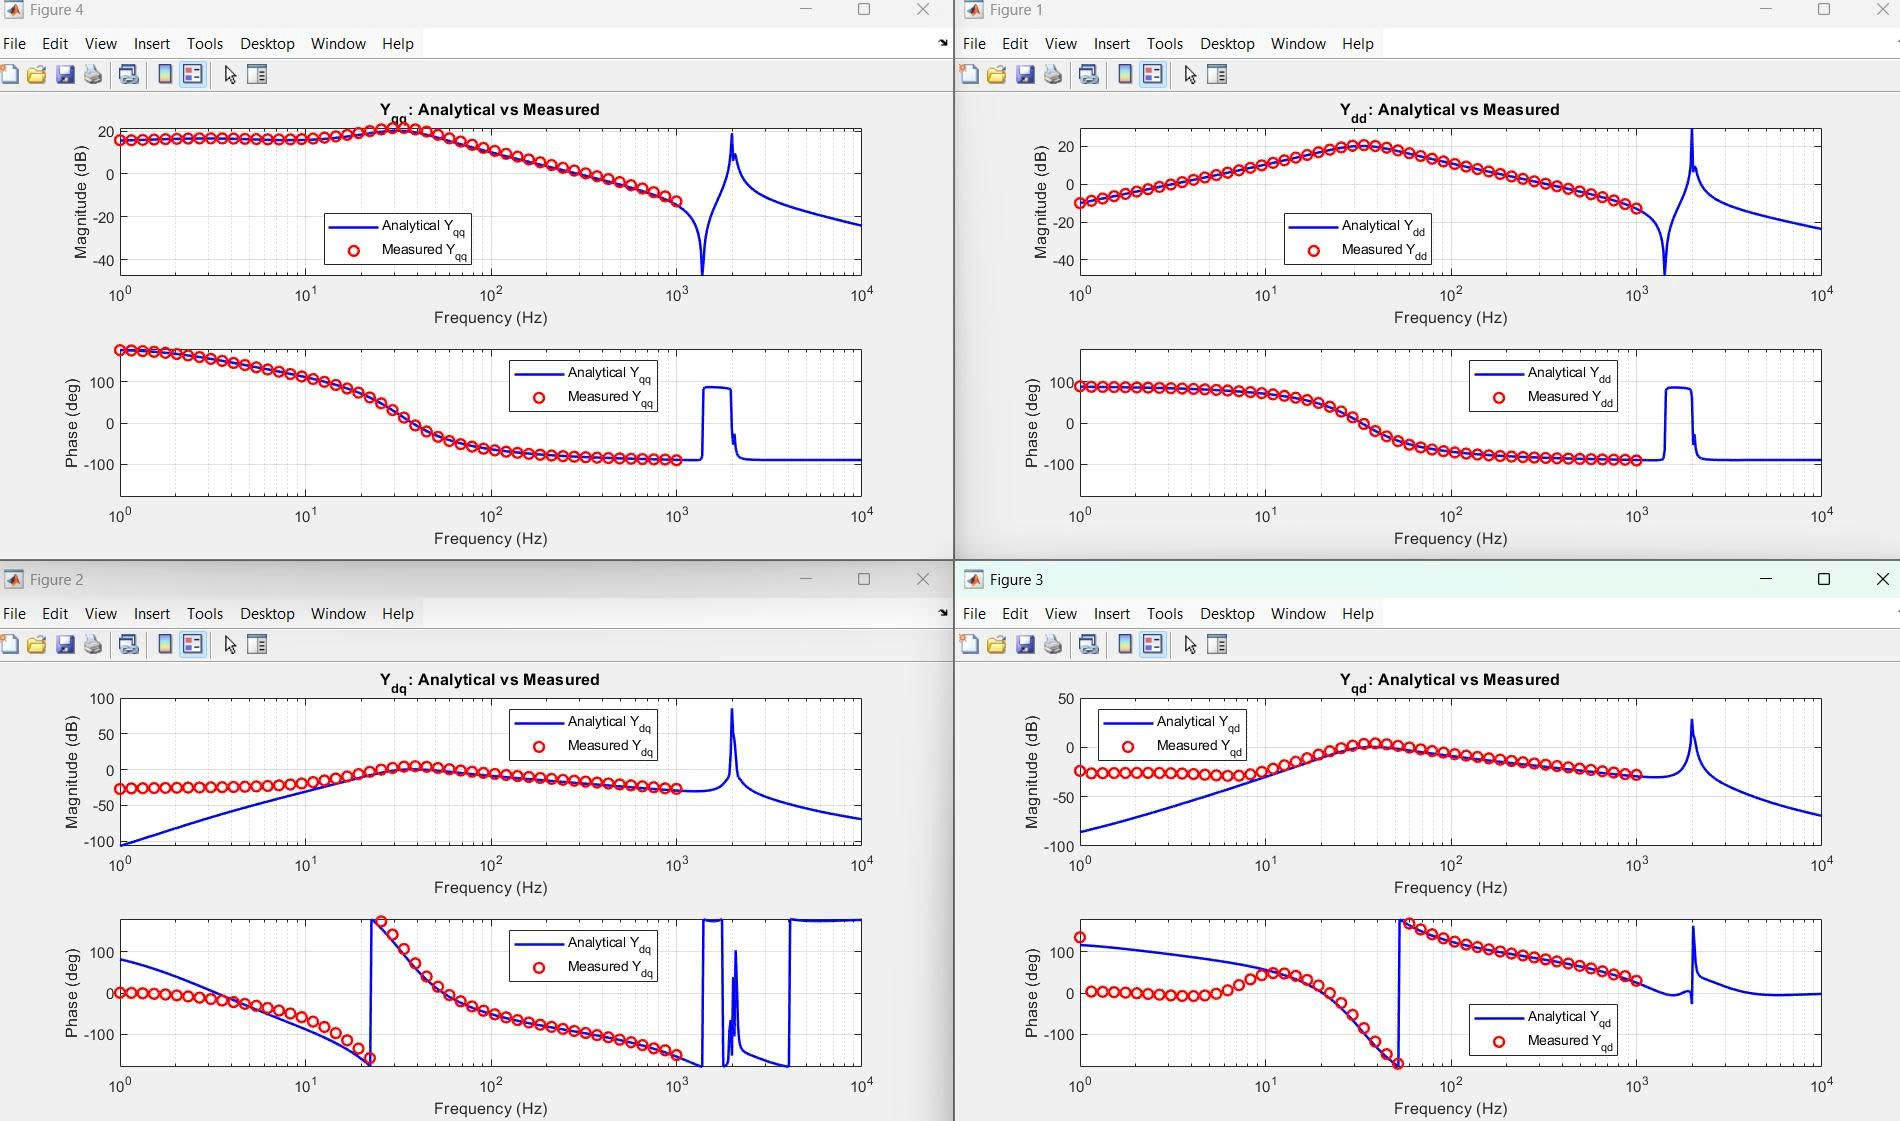 Figure 4
File Edit View Insert Tools Desktop Window Help
Y_qq : Analytical vs Measured
Magnitude (dB)
20
0
-20
-40
Analytical Y_qq
Measured Y_qq
10^0 10^1 10^2 10^3 10^4
Frequency (Hz)
Phase (deg)
100
0
-100
Analytical Y_qq
Measured Y_qq
10^0 10^1 10^2 10^3 10^4
Frequency (Hz)
Figure 1
File Edit View Insert Tools Desktop Window Help
Y_dd : Analytical vs Measured
Magnitude (dB)
20
0
-20
-40
Analytical Y_dd
Measured Y_dd
10^0 10^1 10^2 10^3 10^4
Frequency (Hz)
Phase (deg)
100
0
-100
Analytical Y_dd
Measured Y_dd
10^0 10^1 10^2 10^3 10^4
Frequency (Hz)
Figure 2
File Edit View Insert Tools Desktop Window Help
Y_dq : Analytical vs Measured
Magnitude (dB)
100
50
0
-50
-100
Analytical Y_dq
Measured Y_dq
10^0 10^1 10^2 10^3 10^4
Frequency (Hz)
Phase (deg)
100
0
-100
Analytical Y_dq
Measured Y_dq
10^0 10^1 10^2 10^3 10^4
Frequency (Hz)
Figure 3
File Edit View Insert Tools Desktop Window Help
Y_qd : Analytical vs Measured
Magnitude (dB)
50
0
-50
-100
Analytical Y_qd
Measured Y_qd
10^0 10^1 10^2 10^3 10^4
Frequency (Hz)
Phase (deg)
100
0
-100
Analytical Y_qd
Measured Y_qd
10^0 10^1 10^2 10^3 10^4
Frequency (Hz)